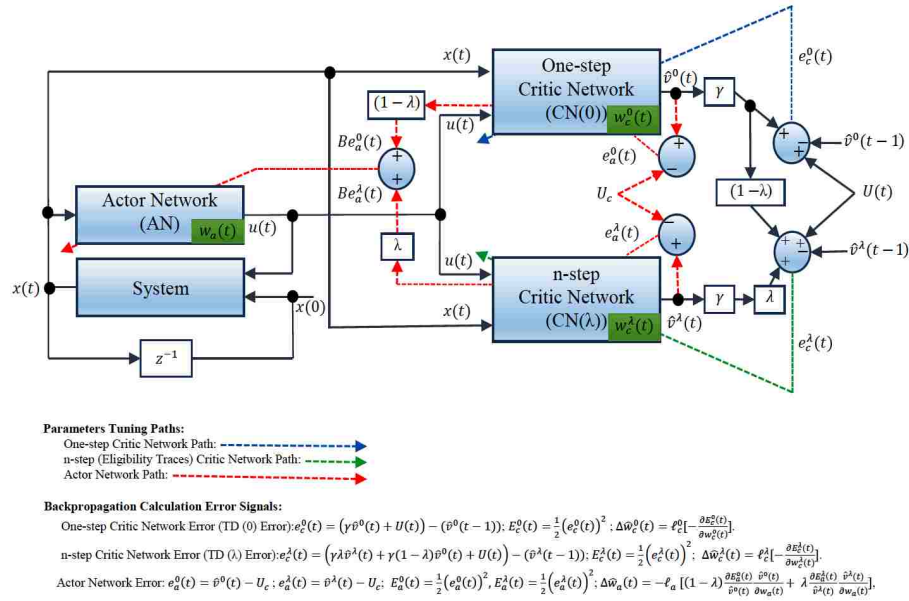 x(t)
One-step
Critic Network
(CN(0))
w_c^0(t)
v̂^0(t)
γ
e_c^0(t)
(1 − λ)
u(t)
Be_a^0(t)
+
+
Be_a^λ(t)
e_a^0(t)
+
−
+
+
−
v̂^0(t−1)
(1−λ)
U_c
U(t)
Actor Network
(AN)
w_a(t)
u(t)
λ
e_a^λ(t)
−
+
+
+
+
−
v̂^λ(t−1)
u(t)
x(t)
System
x(0)
n-step
Critic Network
(CN(λ))
w_c^λ(t)
v̂^λ(t)
γ
λ
x(t)
e_c^λ(t)
z^{−1}
Parameters Tuning Paths:
One-step Critic Network Path:
n-step (Eligibility Traces) Critic Network Path:
Actor Network Path:
Backpropagation Calculation Error Signals:
One-step Critic Network Error (TD (0) Error): e_c^0(t) = (γv̂^0(t) + U(t)) − (v̂^0(t − 1)); E_c^0(t) = 1/2 (e_c^0(t))^2; Δŵ_c^0(t) = ℓ_c^0[− ∂E_c^0(t)/∂w_c^0(t)].
n-step Critic Network Error (TD (λ) Error): e_c^λ(t) = (γλv̂^λ(t) + γ(1 − λ)v̂^0(t) + U(t)) − (v̂^λ(t − 1)); E_c^λ(t) = 1/2 (e_c^λ(t))^2; Δŵ_c^λ(t) = ℓ_c^λ[− ∂E_c^λ(t)/∂w_c^λ(t)].
Actor Network Error: e_a^0(t) = v̂^0(t) − U_c; e_a^λ(t) = v̂^λ(t) − U_c; E_a^0(t) = 1/2 (e_a^0(t))^2, E_a^λ(t) = 1/2 (e_a^λ(t))^2; Δŵ_a(t) = −ℓ_a [(1 − λ) ∂E_a^0(t)/v̂^0(t) v̂^0(t)/∂w_a(t) + λ ∂E_a^λ(t)/v̂^λ(t) v̂^λ(t)/∂w_a(t)],